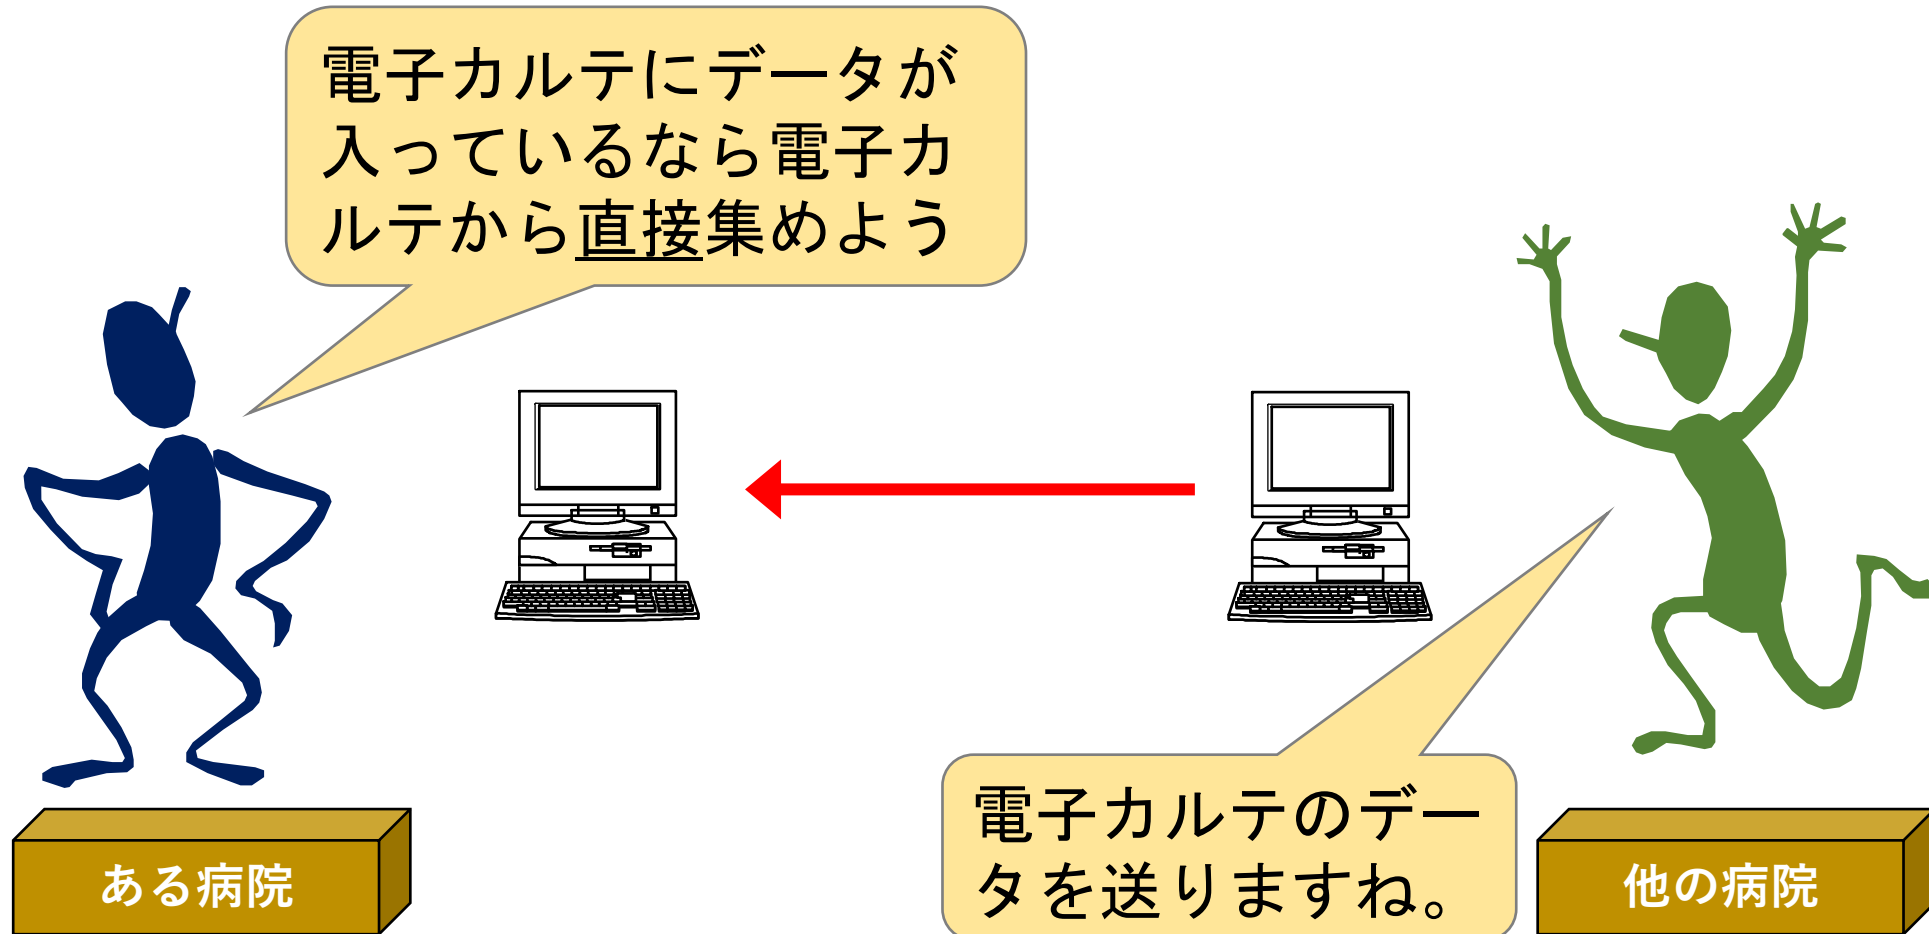 電子カルテにデータが
入っているなら電子カ
ルテから直接集めよう
電子カルテのデー
タを送りますね。
ある病院
他の病院